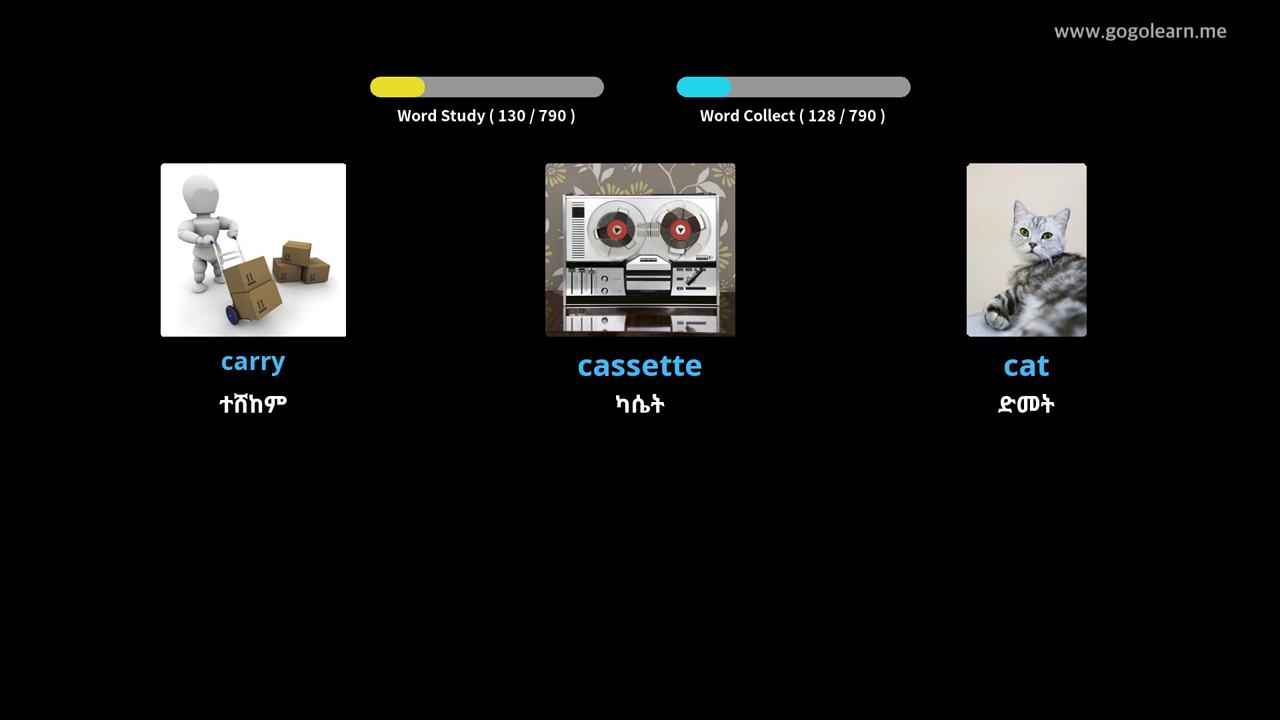 www.gogolearn.me
Word Study ( 130 / 790 )
Word Collect ( 128 / 790 )
carry
cassette
cat
ተሸከም
ካሴት
ድመት